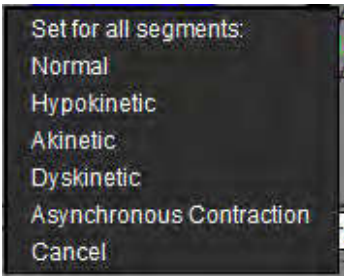 Set for all segments:
Normal
Hypokinetic
Akinetic
Dyskinetic
Asynchronous Contraction
Cancel